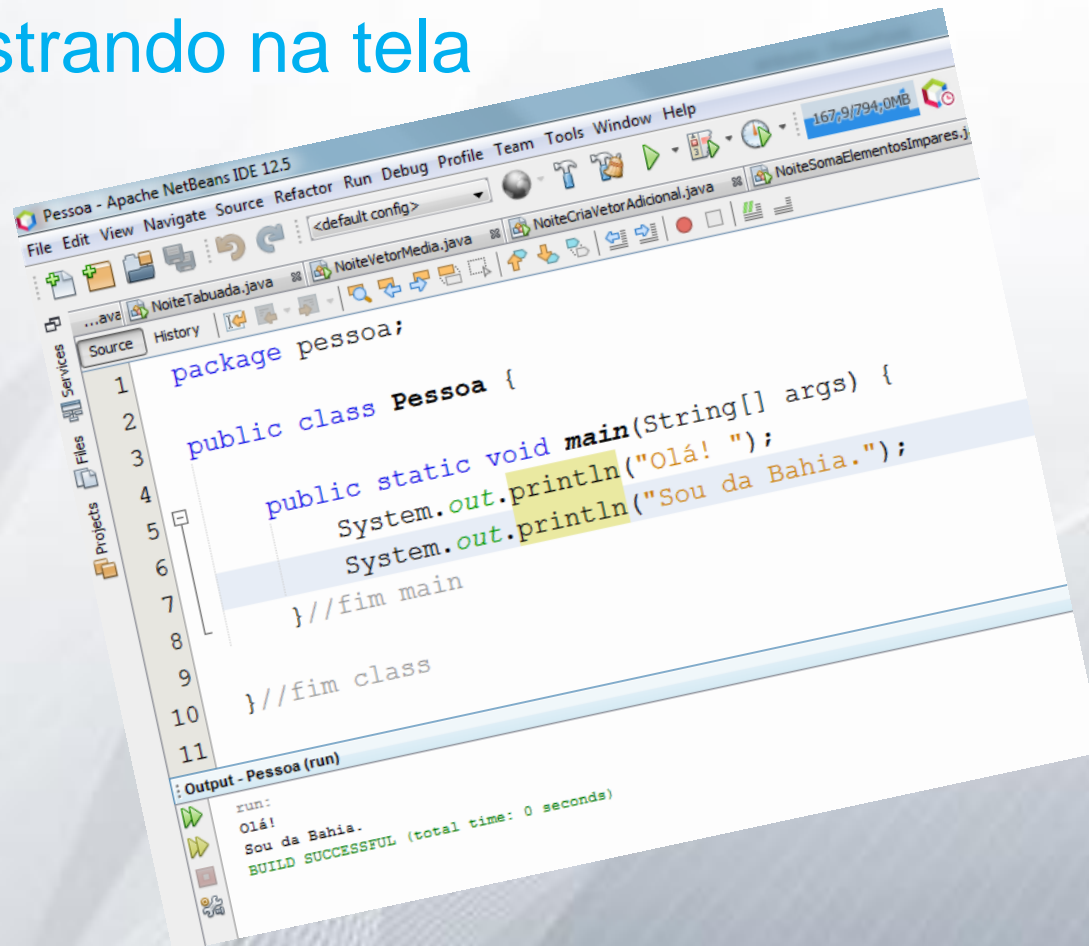 strando na tela
Pessoa - Apache NetBeans IDE 12.5
File Edit View Navigate Source Refactor Run Debug Profile Team Tools Window Help
<default config>
167,9/794,0MB
...ava NoiteTabuada.java NoiteVetorMedia.java NoiteCriaVetorAdicional.java NoiteSomaElementosImpares.j
Source History
Services
Files
Projects
1 package pessoa;
2
3 public class Pessoa {
4
5 public static void main(String[] args) {
6 System.out.println("Olá! ");
7 System.out.println("Sou da Bahia.");
8 }//fim main
9
10 }//fim class
11
Output - Pessoa (run)
run:
Olá!
Sou da Bahia.
BUILD SUCCESSFUL (total time: 0 seconds)